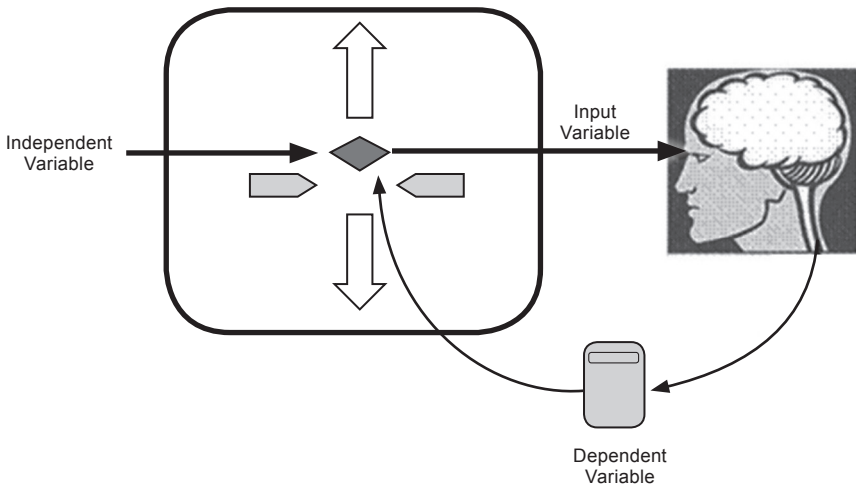 Independent
Variable
Input
Variable
Dependent
Variable